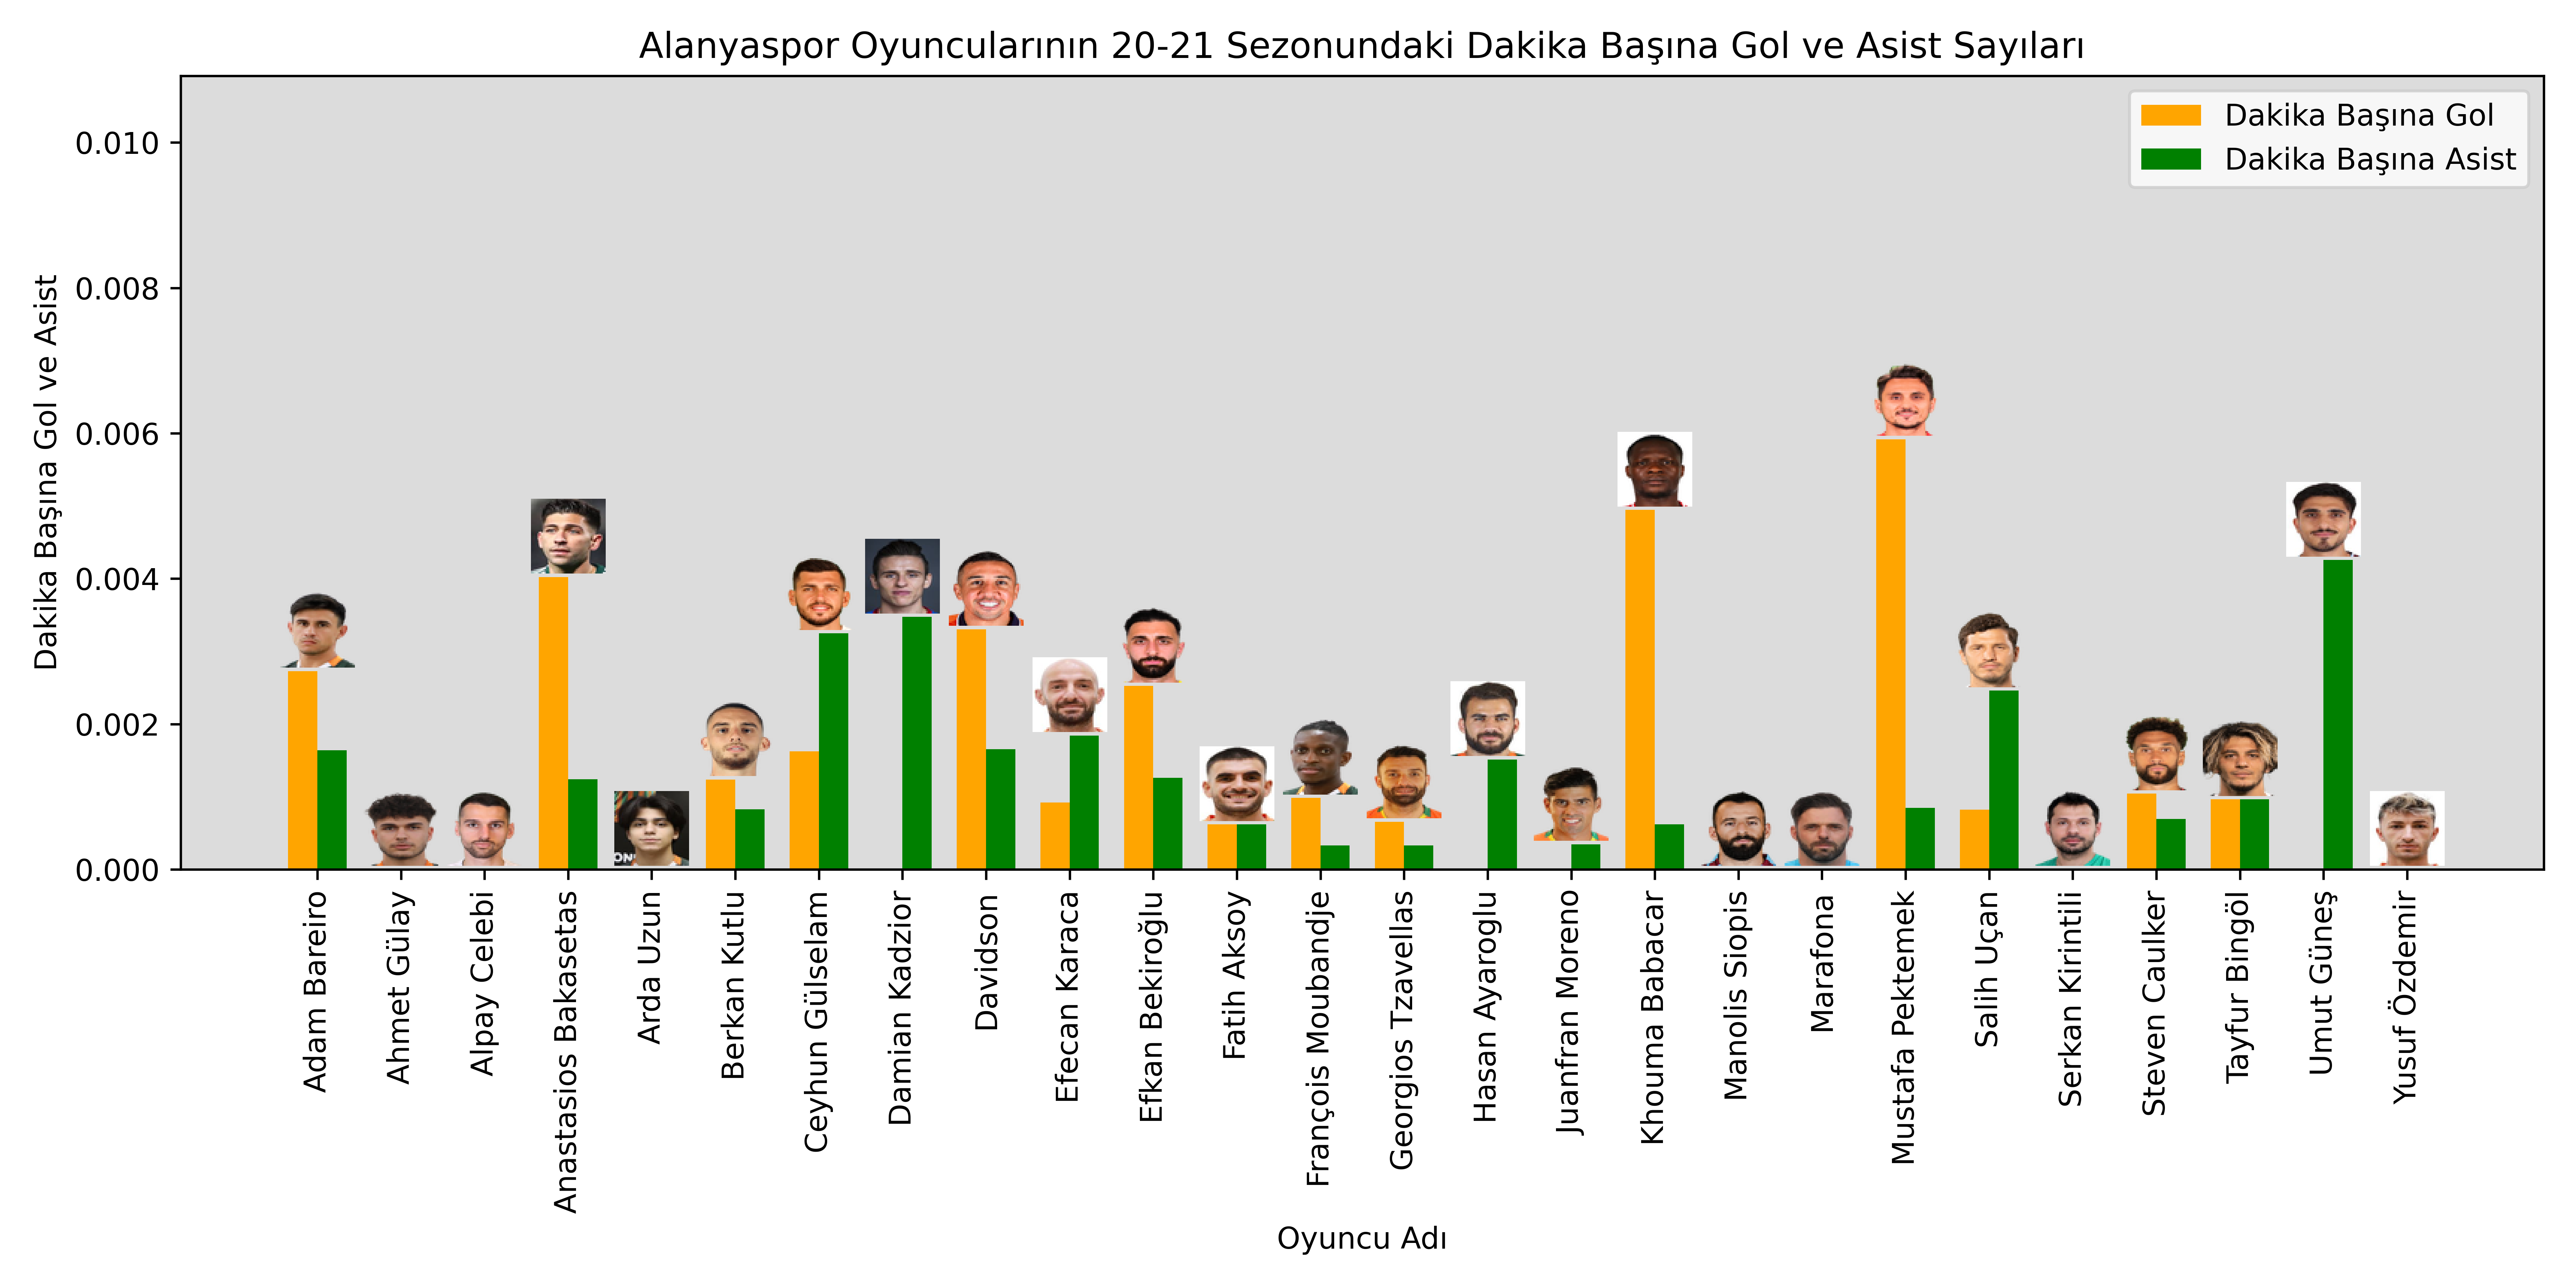 Alanyaspor Oyuncularının 20-21 Sezonundaki Dakika Başına Gol ve Asist Sayıları
Dakika Başına Gol
Dakika Başına Asist
Dakika Başına Gol ve Asist
0.010
0.008
0.006
0.004
0.002
0.000
Adam Bareiro
Ahmet Gülay
Alpay Celebi
Anastasios Bakasetas
Arda Uzun
Berkan Kutlu
Ceyhun Gülselam
Damian Kadzior
Davidson
Efecan Karaca
Efkan Bekiroğlu
Fatih Aksoy
François Moubandje
Georgios Tzavellas
Hasan Ayaroglu
Juanfran Moreno
Khouma Babacar
Manolis Siopis
Marafona
Mustafa Pektemek
Salih Uçan
Serkan Kirintili
Steven Caulker
Tayfur Bingöl
Umut Güneş
Yusuf Özdemir
Oyuncu Adı